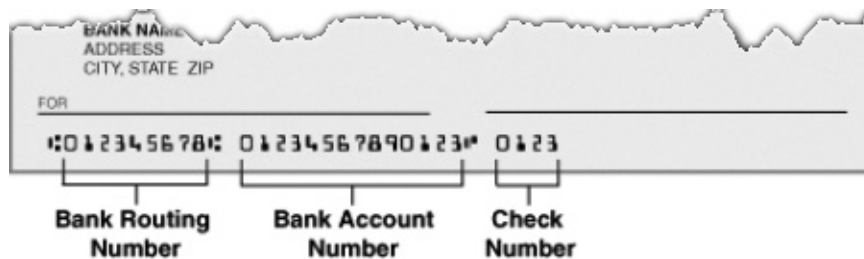 BANK NAME
ADDRESS
CITY, STATE ZIP
FOR
⑆012345678⑆ 01234567890123⑈ 0123
Bank Routing Number
Bank Account Number
Check Number